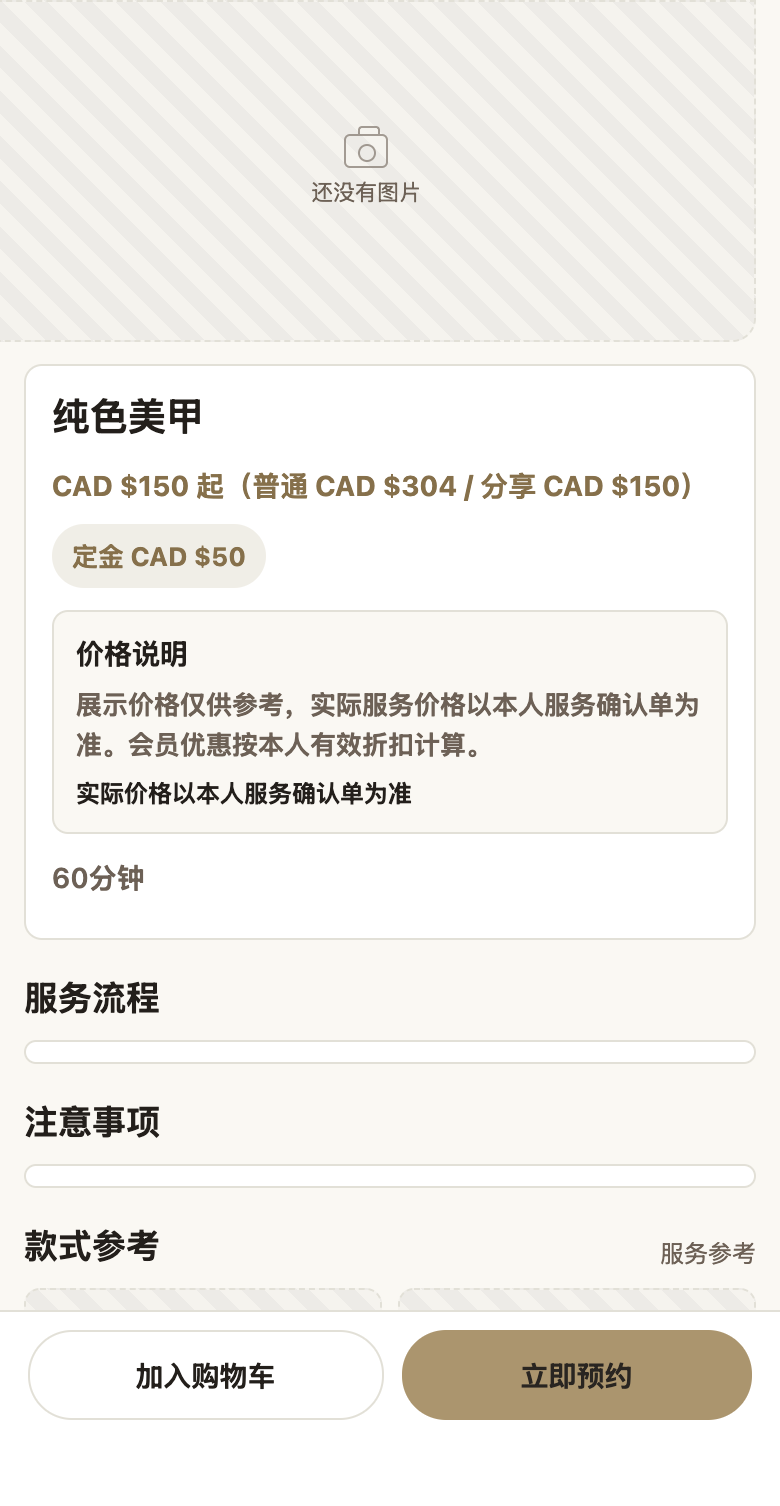 还没有图片
纯色美甲
CAD $150 起（普通 CAD $304 / 分享 CAD $150）
定金 CAD $50
价格说明
展示价格仅供参考，实际服务价格以本人服务确认单为
准。会员优惠按本人有效折扣计算。
实际价格以本人服务确认单为准
60分钟
服务流程
注意事项
款式参考
服务参考
加入购物车
立即预约